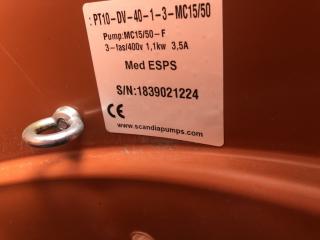 : PT10-DV-40-1-3-MC15/50
Pump:MC15/50-F
3-fas/400v 1,1kw 3,5A
Med ESPS
S/N:1839021224
CE
www.scandiapumps.com